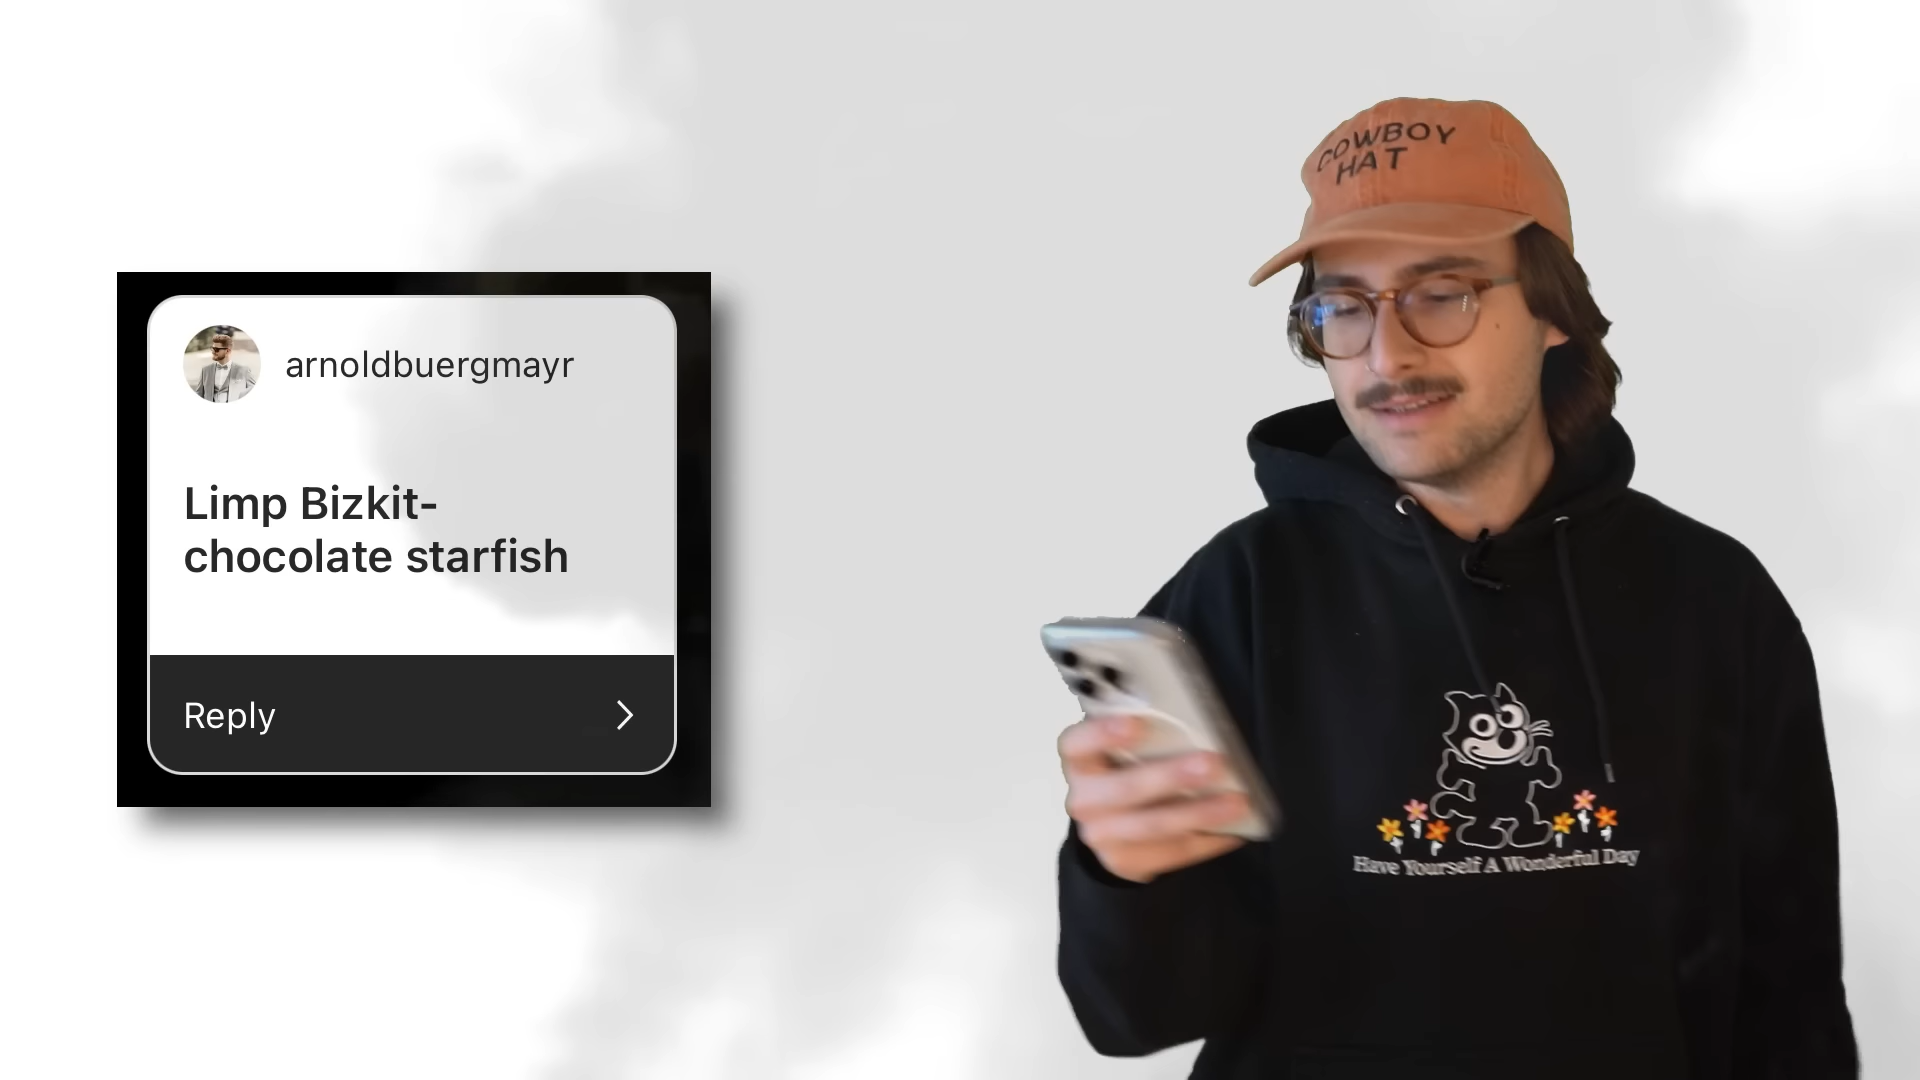 arnoldbuergmayr
Limp Bizkit-
chocolate starfish
Reply
COWBOY
HAT
Have Yourself A Wonderful Day